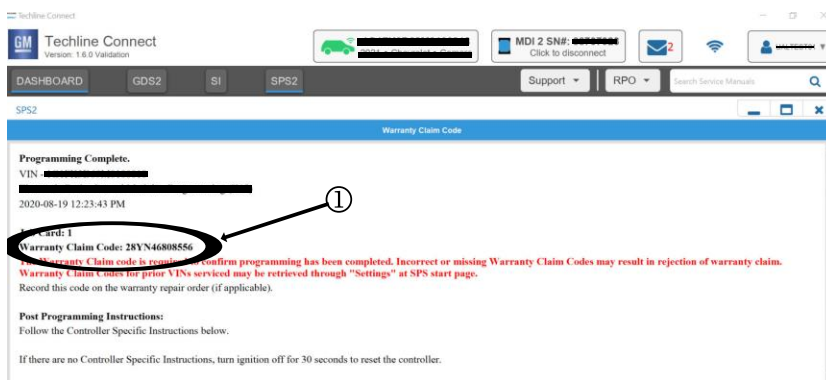 Techline Connect
GM
Techline Connect
Version: 1.6.0 Validation
MDI 2 SN#:
Click to disconnect
2
DASHBOARD GDS2 SI SPS2 Support RPO Search Service Manuals
SPS2
Warranty Claim Code
Programming Complete.
VIN -
2020-08-19 12:23:43 PM
1
Card: 1
Warranty Claim Code: 28YN46808556
Warranty Claim code is required to confirm programming has been completed. Incorrect or missing Warranty Claim Codes may result in rejection of warranty claim.
Warranty Claim Codes for prior VINs serviced may be retrieved through "Settings" at SPS start page.
Record this code on the warranty repair order (if applicable).
Post Programming Instructions:
Follow the Controller Specific Instructions below.
If there are no Controller Specific Instructions, turn ignition off for 30 seconds to reset the controller.